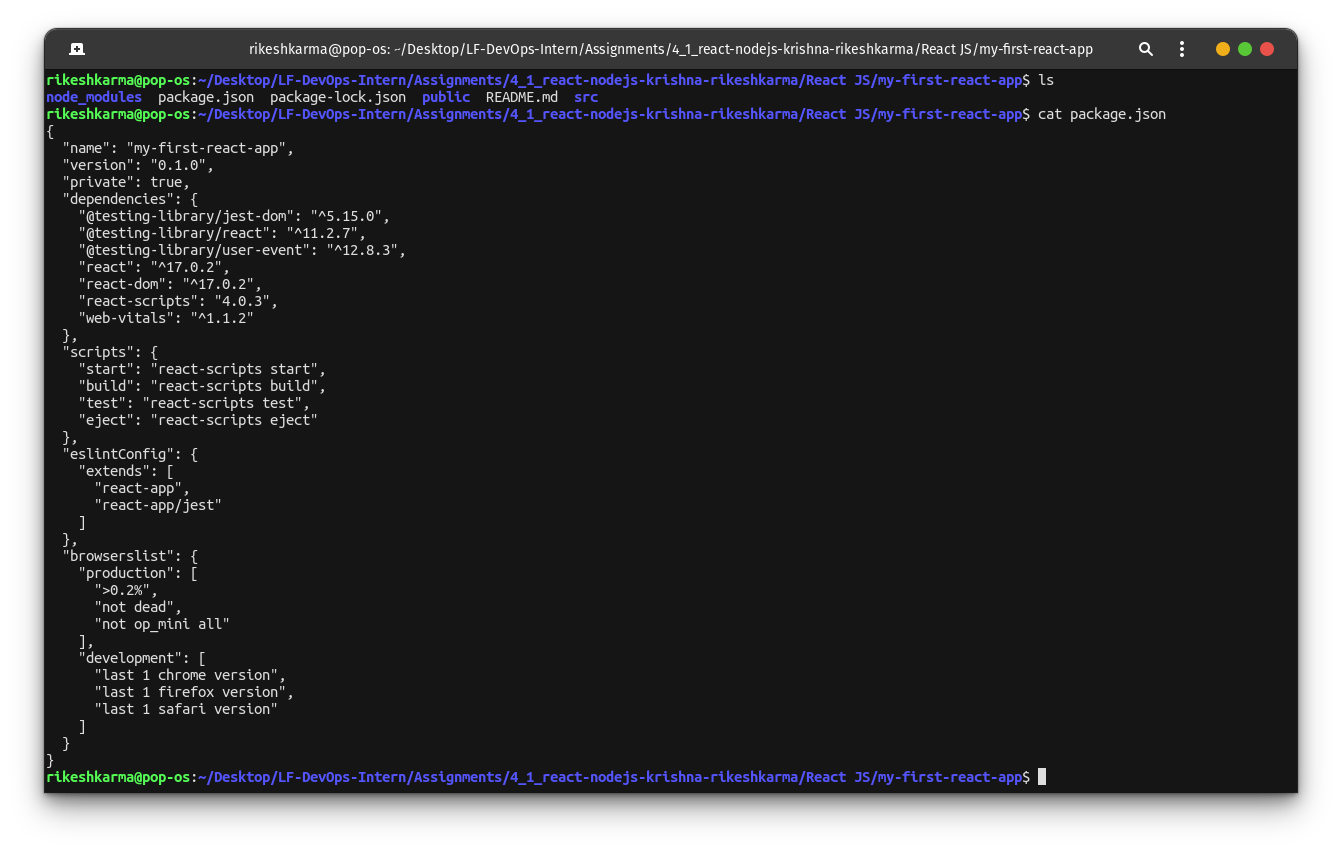 rikeshkarma@pop-os: ~/Desktop/LF-DevOps-Intern/Assignments/4_1_react-nodejs-krishna-rikeshkarma/React JS/my-first-react-app
rikeshkarma@pop-os:~/Desktop/LF-DevOps-Intern/Assignments/4_1_react-nodejs-krishna-rikeshkarma/React JS/my-first-react-app$ ls
node_modules  package.json  package-lock.json  public  README.md  src
rikeshkarma@pop-os:~/Desktop/LF-DevOps-Intern/Assignments/4_1_react-nodejs-krishna-rikeshkarma/React JS/my-first-react-app$ cat package.json
{
  "name": "my-first-react-app",
  "version": "0.1.0",
  "private": true,
  "dependencies": {
    "@testing-library/jest-dom": "^5.15.0",
    "@testing-library/react": "^11.2.7",
    "@testing-library/user-event": "^12.8.3",
    "react": "^17.0.2",
    "react-dom": "^17.0.2",
    "react-scripts": "4.0.3",
    "web-vitals": "^1.1.2"
  },
  "scripts": {
    "start": "react-scripts start",
    "build": "react-scripts build",
    "test": "react-scripts test",
    "eject": "react-scripts eject"
  },
  "eslintConfig": {
    "extends": [
      "react-app",
      "react-app/jest"
    ]
  },
  "browserslist": {
    "production": [
      ">0.2%",
      "not dead",
      "not op_mini all"
    ],
    "development": [
      "last 1 chrome version",
      "last 1 firefox version",
      "last 1 safari version"
    ]
  }
}
rikeshkarma@pop-os:~/Desktop/LF-DevOps-Intern/Assignments/4_1_react-nodejs-krishna-rikeshkarma/React JS/my-first-react-app$